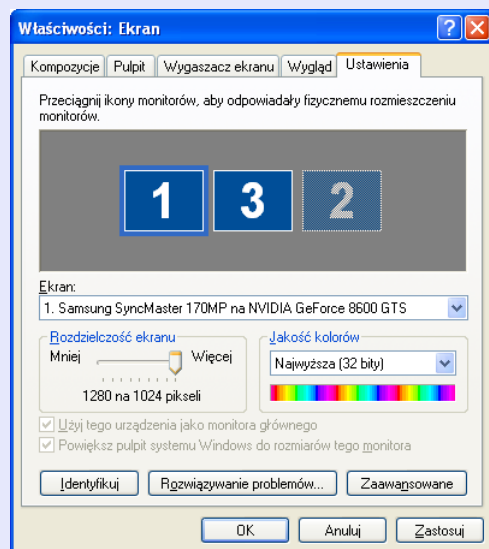 Właściwości: Ekran
Kompozycje Pulpit Wygaszacz ekranu Wygląd Ustawienia
Przeciągnij ikony monitorów, aby odpowiadały fizycznemu rozmieszczeniu
monitorów.
1 3 2
Ekran:
1. Samsung SyncMaster 170MP na NVIDIA GeForce 8600 GTS
Rozdzielczość ekranu Jakość kolorów
Mniej Więcej Najwyższa (32 bity)
1280 na 1024 pikseli
Użyj tego urządzenia jako monitora głównego
Powiększ pulpit systemu Windows do rozmiarów tego monitora
Identyfikuj Rozwiązywanie problemów... Zaawansowane
OK Anuluj Zastosuj